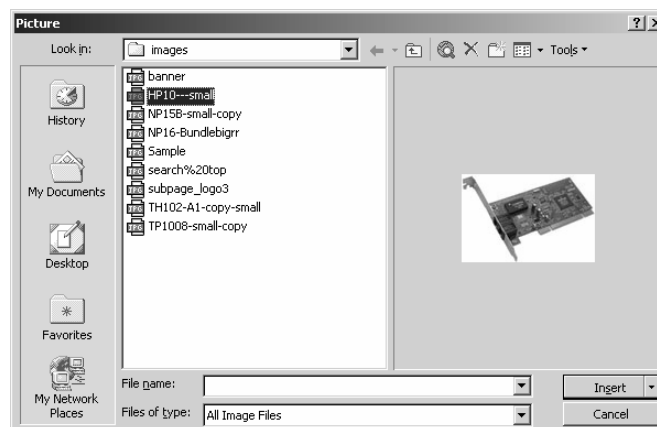 Picture
Look in:
images
Tools
History
My Documents
Desktop
Favorites
My Network
Places
banner
HP10---small
NP15B-small-copy
NP16-Bundlebigrr
Sample
search%20top
subpage_logo3
TH102-A1-copy-small
TP1008-small-copy
File name:
Insert
Files of type:
All Image Files
Cancel